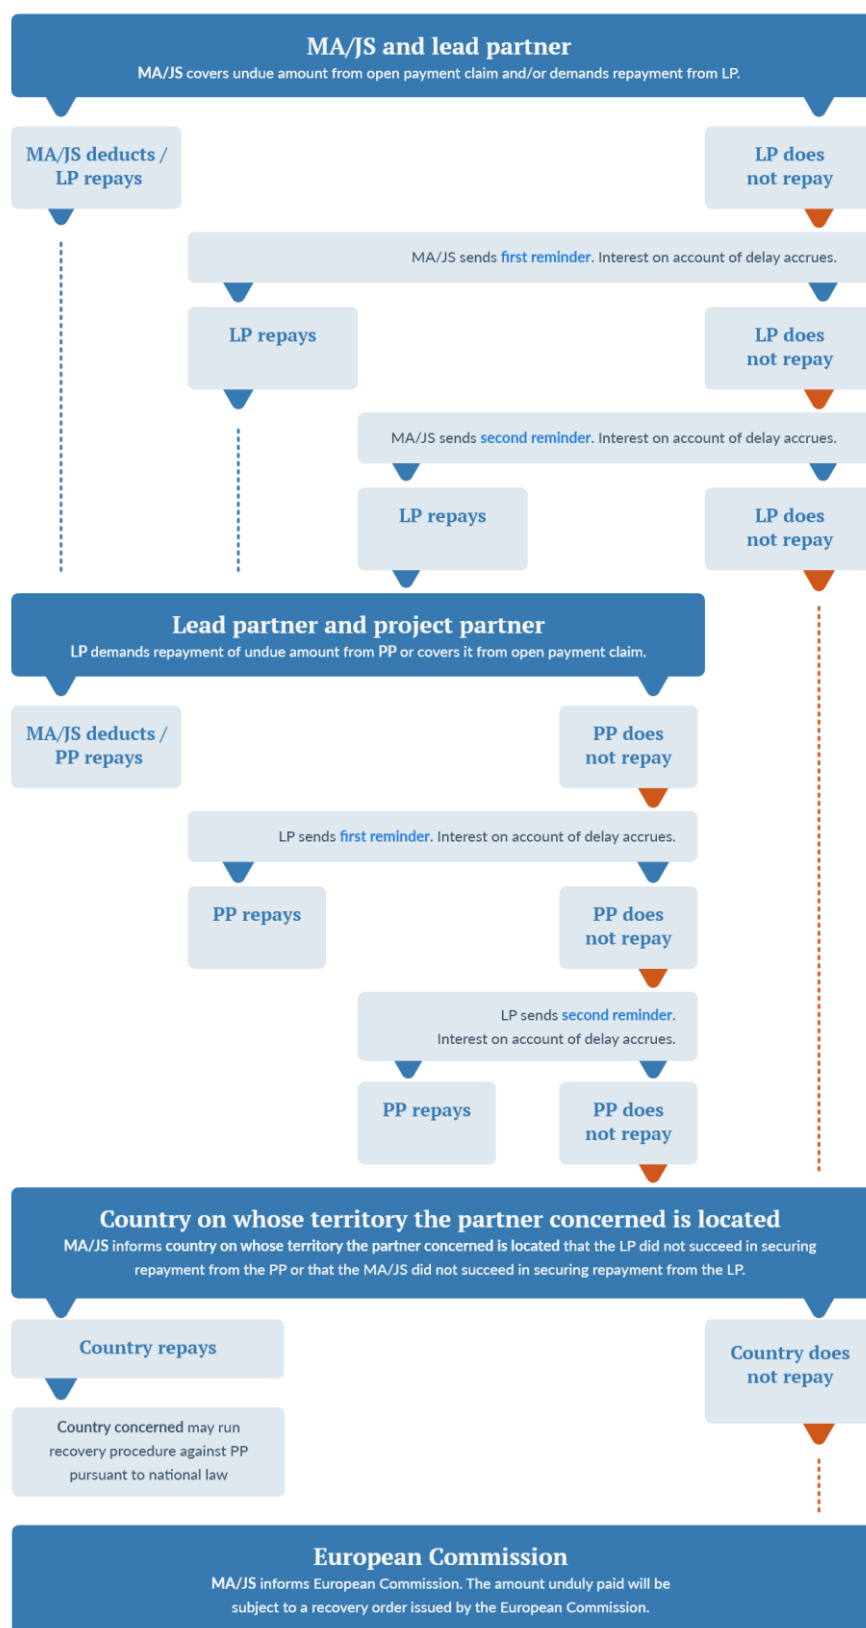 MA/JS and lead partner
MA/JS covers undue amount from open payment claim and/or demands repayment from LP.
MA/JS deducts /
LP repays
LP does
not repay
MA/JS sends first reminder. Interest on account of delay accrues.
LP repays
LP does
not repay
MA/JS sends second reminder. Interest on account of delay accrues.
LP repays
LP does
not repay
Lead partner and project partner
LP demands repayment of undue amount from PP or covers it from open payment claim.
MA/JS deducts /
PP repays
PP does
not repay
LP sends first reminder. Interest on account of delay accrues.
PP repays
PP does
not repay
LP sends second reminder.
Interest on account of delay accrues.
PP repays
PP does
not repay
Country on whose territory the partner concerned is located
MA/JS informs country on whose territory the partner concerned is located that the LP did not succeed in securing
repayment from the PP or that the MA/JS did not succeed in securing repayment from the LP.
Country repays
Country does
not repay
Country concerned may run
recovery procedure against PP
pursuant to national law
European Commission
MA/JS informs European Commission. The amount unduly paid will be
subject to a recovery order issued by the European Commission.